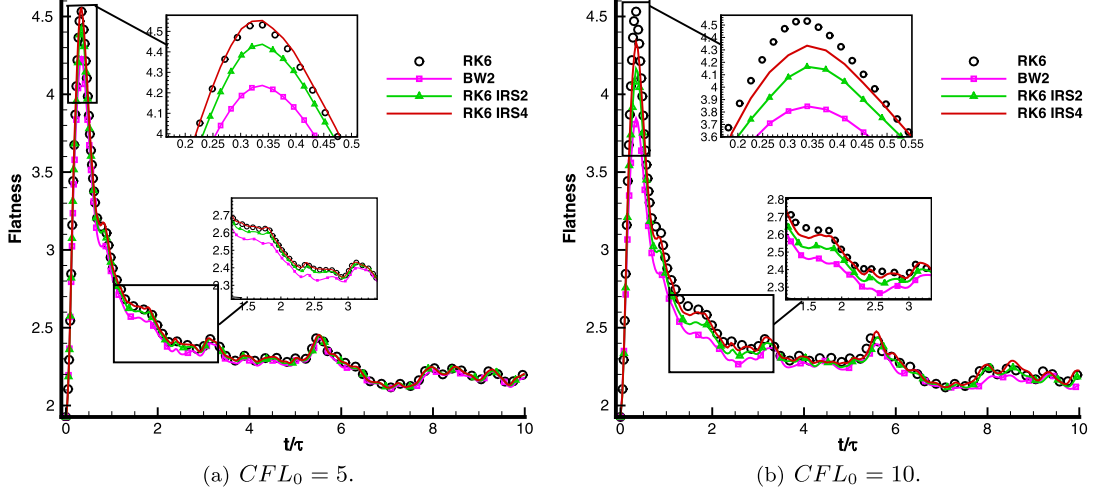 4.5
4
3.5
3
2.5
2
Flatness
0 2 4 6 8 10
t/τ
4.5
4.4
4.3
4.2
4.1
4
0.2 0.25 0.3 0.35 0.4 0.45 0.5
RK6
BW2
RK6 IRS2
RK6 IRS4
2.7
2.6
2.5
2.4
2.3
1.5 2 2.5 3
(a) CFL0 = 5.
4.5
4
3.5
3
2.5
2
Flatness
0 2 4 6 8 10
t/τ
4.5
4.4
4.3
4.2
4.1
4
3.9
3.8
3.7
3.6
0.2 0.25 0.3 0.35 0.4 0.45 0.5 0.55
RK6
BW2
RK6 IRS2
RK6 IRS4
2.8
2.7
2.6
2.5
2.4
2.3
1.5 2 2.5 3
(b) CFL0 = 10.